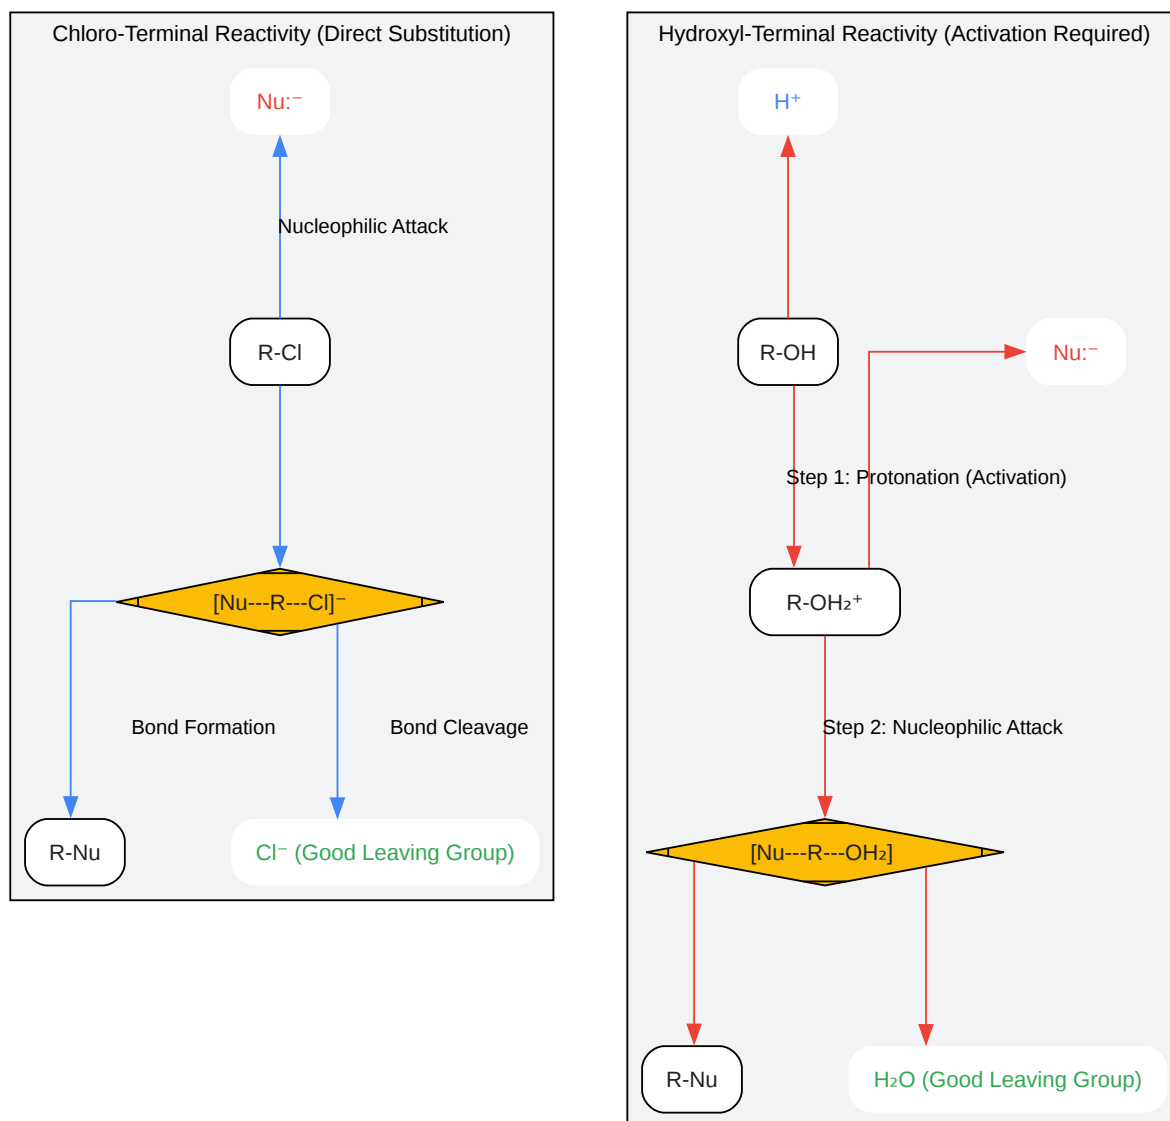 Chloro-Terminal Reactivity (Direct Substitution)
Nu:⁻
Nucleophilic Attack
R-Cl
[Nu---R---Cl]⁻
Bond Formation
Bond Cleavage
R-Nu
Cl⁻ (Good Leaving Group)
Hydroxyl-Terminal Reactivity (Activation Required)
H⁺
R-OH
Nu:⁻
Step 1: Protonation (Activation)
R-OH₂⁺
Step 2: Nucleophilic Attack
[Nu---R---OH₂]
R-Nu
H₂O (Good Leaving Group)